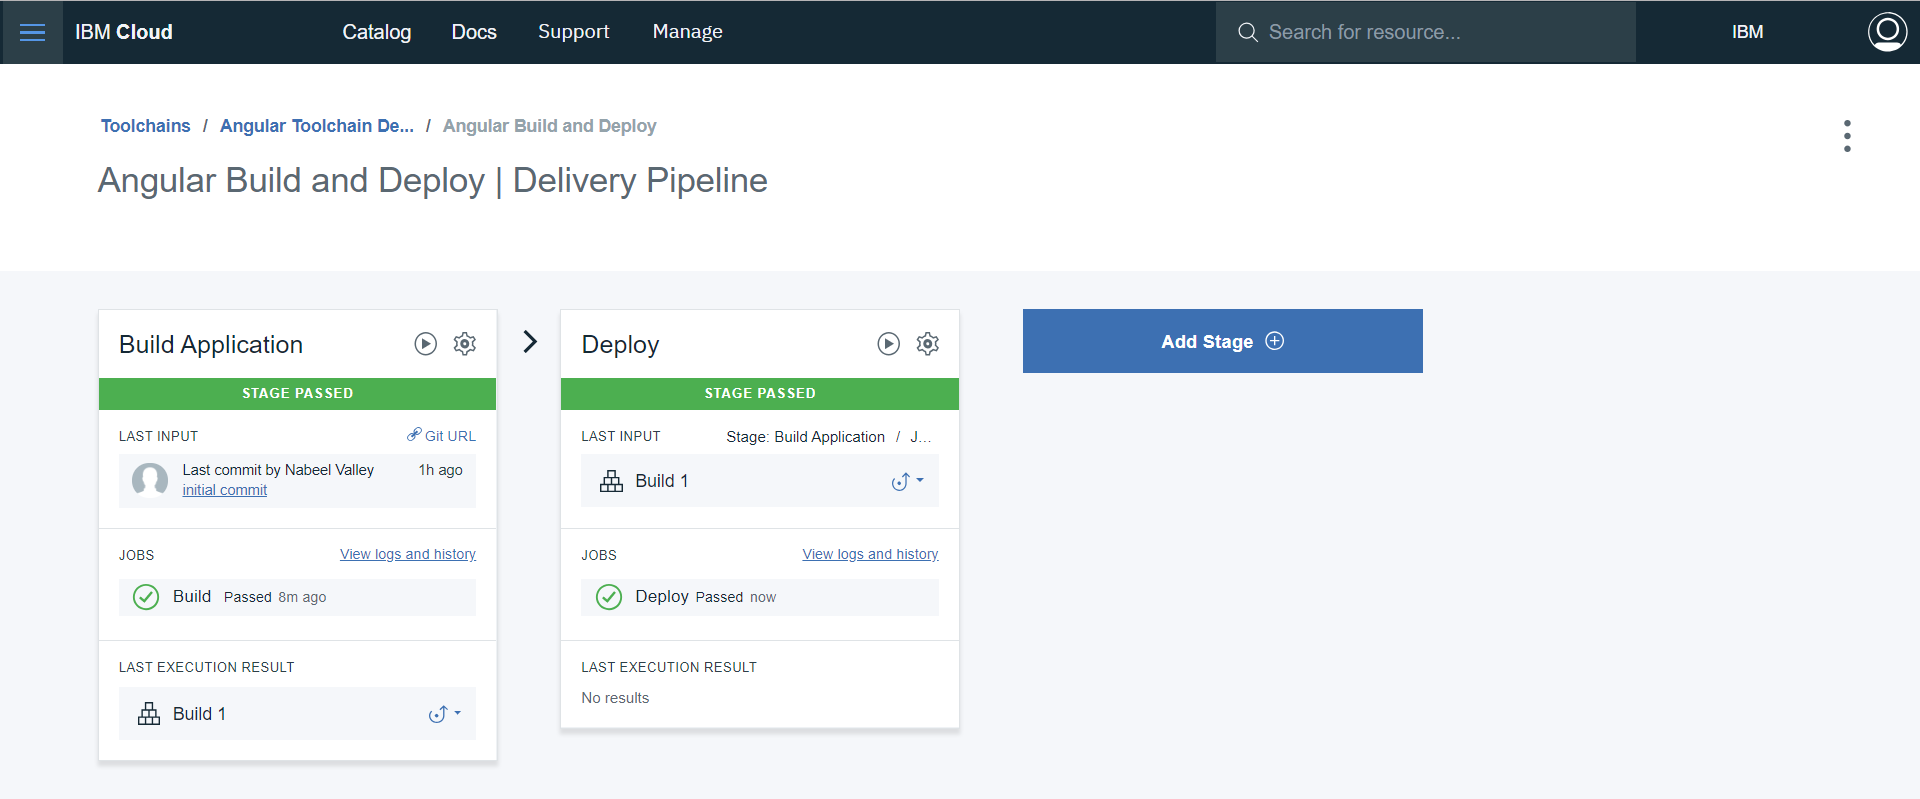 IBM Cloud Catalog Docs Support Manage Search for resource... IBM
Toolchains / Angular Toolchain De... / Angular Build and Deploy
Angular Build and Deploy | Delivery Pipeline
Build Application
STAGE PASSED
LAST INPUT Git URL
Last commit by Nabeel Valley 1h ago
initial commit
JOBS View logs and history
Build Passed 8m ago
LAST EXECUTION RESULT
Build 1
Deploy
STAGE PASSED
LAST INPUT Stage: Build Application / J...
Build 1
JOBS View logs and history
Deploy Passed now
LAST EXECUTION RESULT
No results
Add Stage